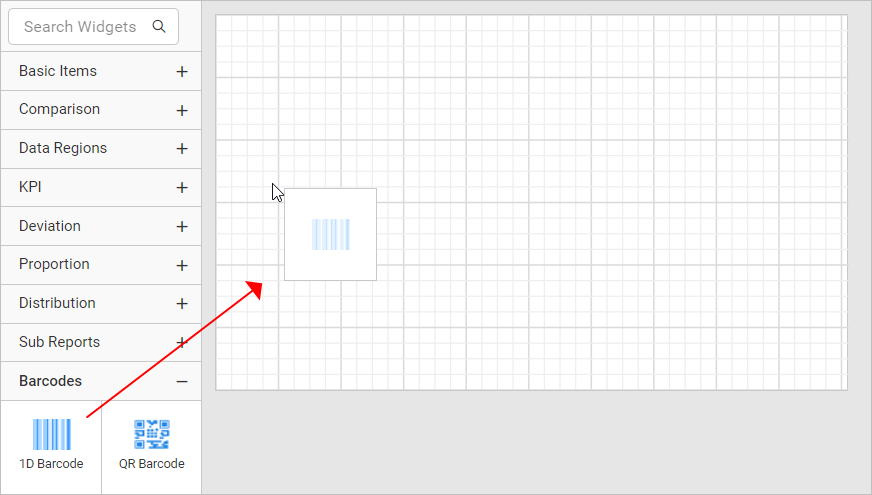 Search Widgets
Basic Items
Comparison
Data Regions
KPI
Deviation
Proportion
Distribution
Sub Reports
Barcodes
1D Barcode
QR Barcode